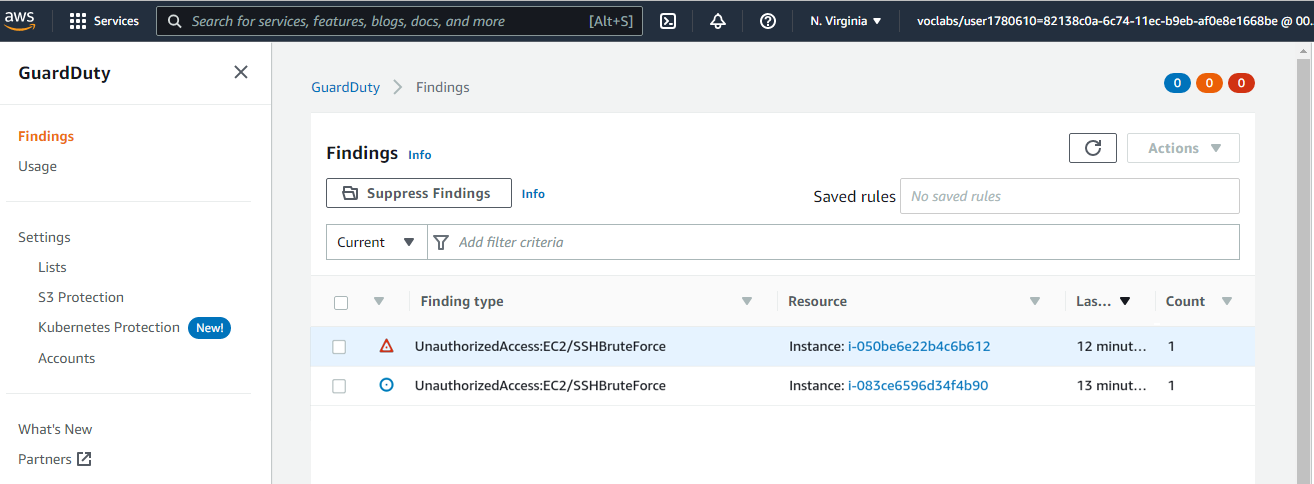 aws Services Search for services, features, blogs, docs, and more [Alt+S] N. Virginia voclabs/user1780610=82138c0a-6c74-11ec-b9eb-af0e8e1668be @ 00..
GuardDuty
Findings
Usage
Settings
Lists
S3 Protection
Kubernetes Protection New!
Accounts
What's New
Partners
GuardDuty Findings 0 0 0
Findings Info Actions
Suppress Findings Info Saved rules No saved rules
Current Add filter criteria
Finding type Resource Las... Count
UnauthorizedAccess:EC2/SSHBruteForce Instance: i-050be6e22b4c6b612 12 minut... 1
UnauthorizedAccess:EC2/SSHBruteForce Instance: i-083ce6596d34f4b90 13 minut... 1